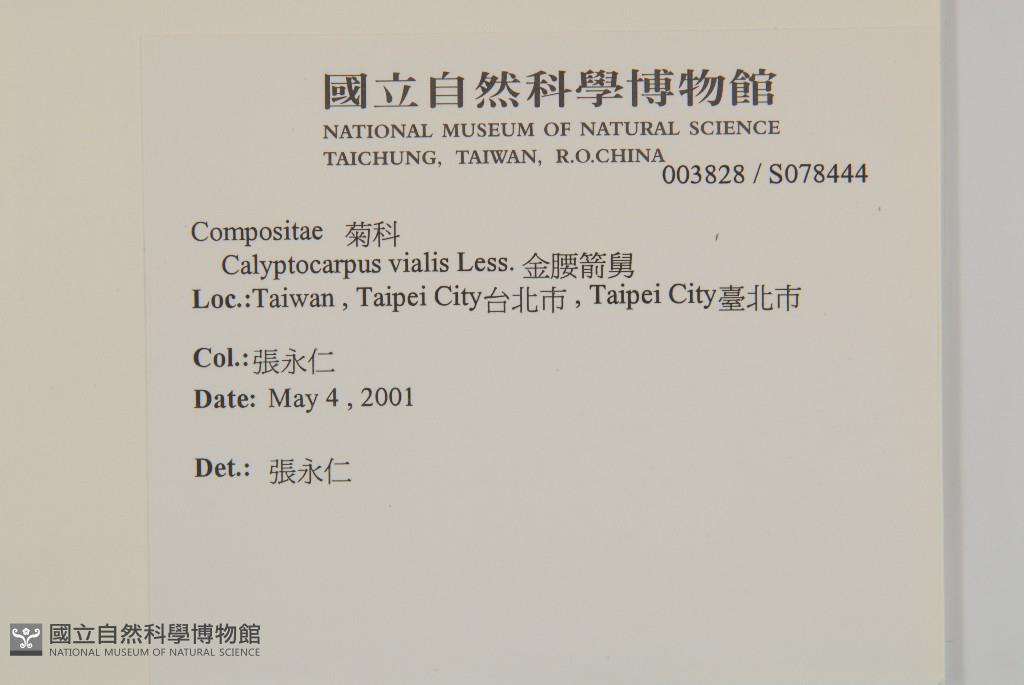 國立自然科學博物館
NATIONAL MUSEUM OF NATURAL SCIENCE
TAICHUNG, TAIWAN, R.O.CHINA
003828 / S078444
Compositae 菊科
Calyptocarpus vialis Less. 金腰箭舅
Loc.:Taiwan , Taipei City台北市 , Taipei City臺北市
Col.:張永仁
Date: May 4 , 2001
Det.: 張永仁
國立自然科學博物館
NATIONAL MUSEUM OF NATURAL SCIENCE